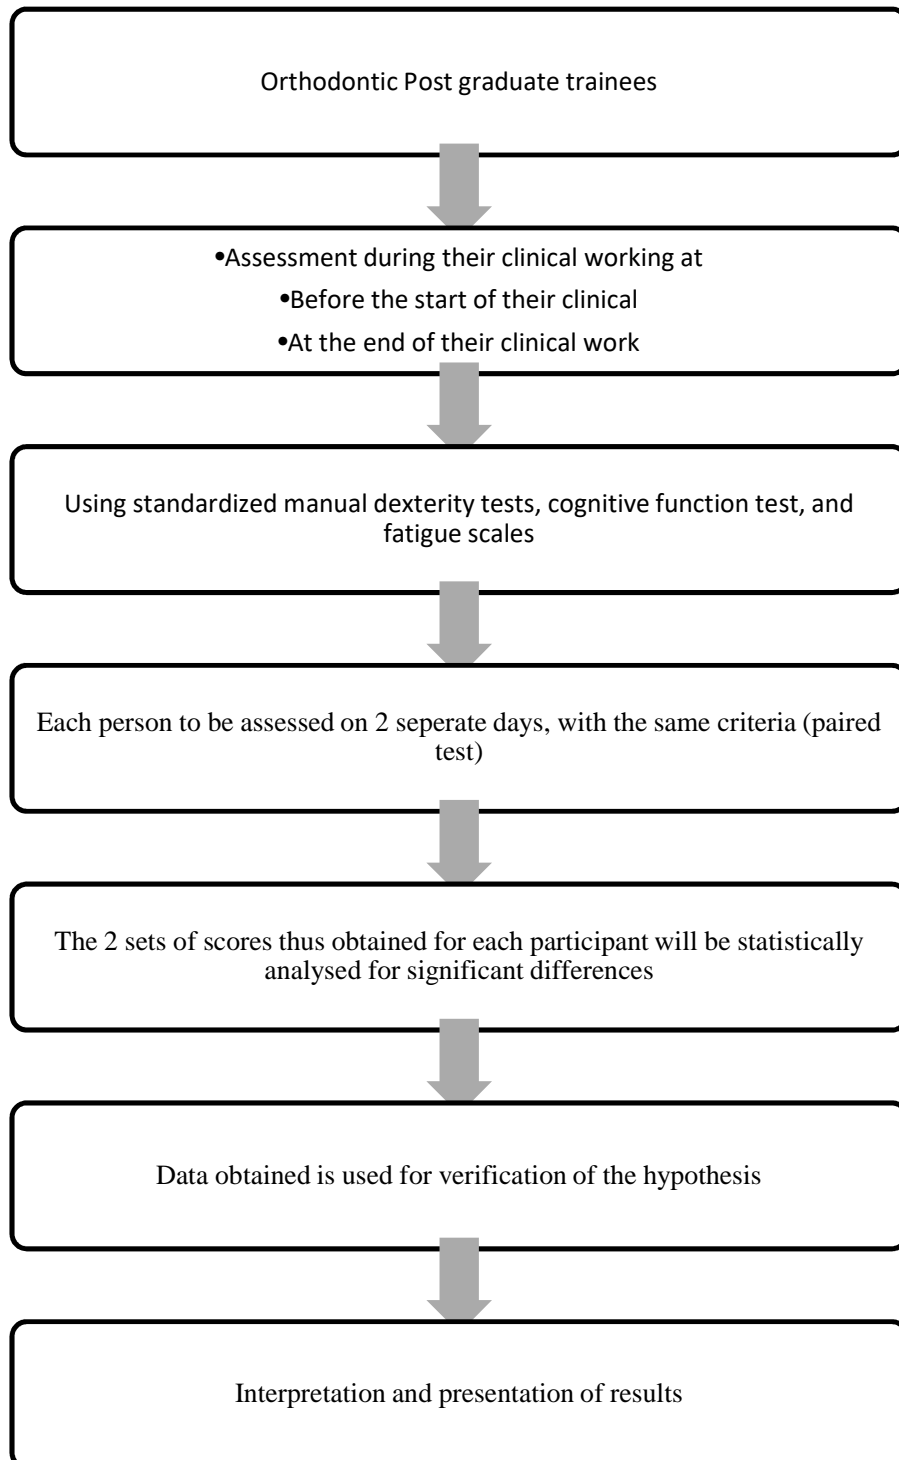 Orthodontic Post graduate trainees
•Assessment during their clinical working at
•Before the start of their clinical
•At the end of their clinical work
Using standardized manual dexterity tests, cognitive function test, and
fatigue scales
Each person to be assessed on 2 seperate days, with the same criteria (paired
test)
The 2 sets of scores thus obtained for each participant will be statistically
analysed for significant differences
Data obtained is used for verification of the hypothesis
Interpretation and presentation of results